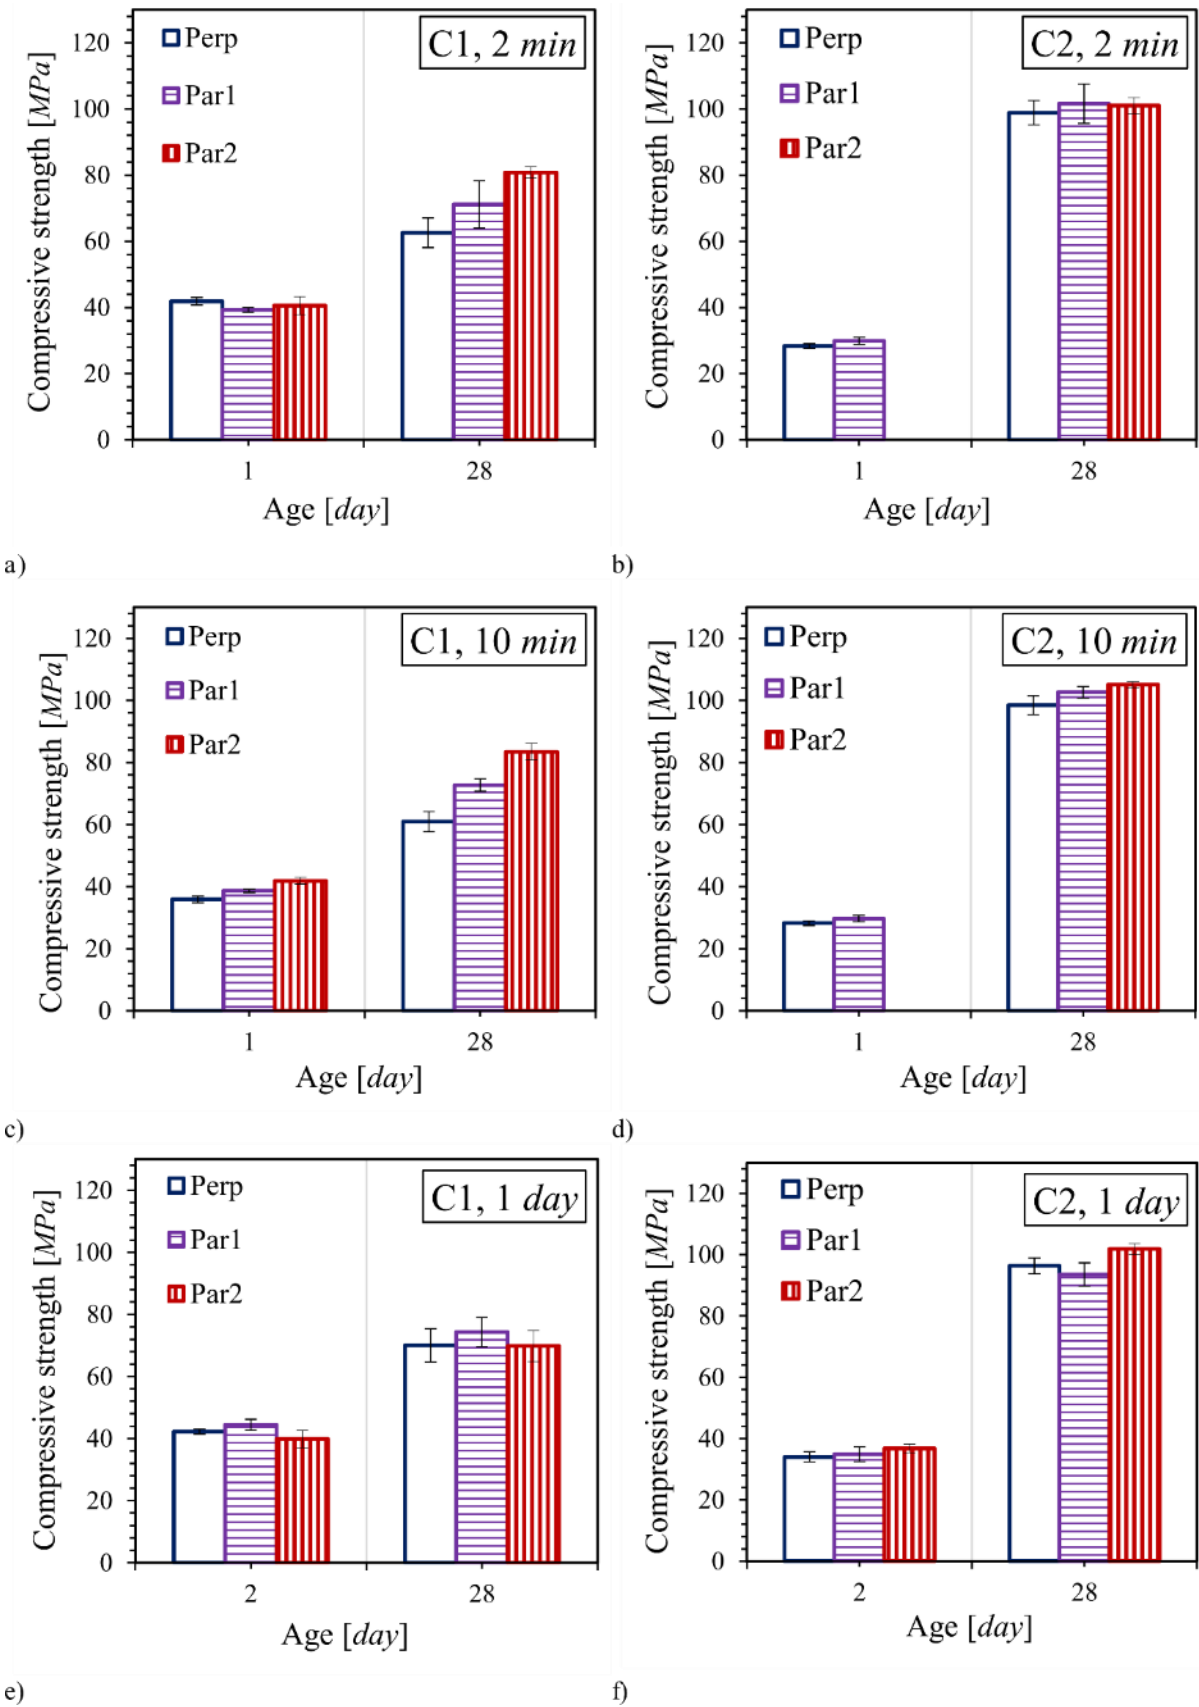 Compressive strength [MPa]
120
100
80
60
40
20
0
Perp
Par1
Par2
C1, 2 min
1
28
Age [day]
a)
Compressive strength [MPa]
120
100
80
60
40
20
0
Perp
Par1
Par2
C2, 2 min
1
28
Age [day]
b)
Compressive strength [MPa]
120
100
80
60
40
20
0
Perp
Par1
Par2
C1, 10 min
1
28
Age [day]
c)
Compressive strength [MPa]
120
100
80
60
40
20
0
Perp
Par1
Par2
C2, 10 min
1
28
Age [day]
d)
Compressive strength [MPa]
120
100
80
60
40
20
0
Perp
Par1
Par2
C1, 1 day
2
28
Age [day]
e)
Compressive strength [MPa]
120
100
80
60
40
20
0
Perp
Par1
Par2
C2, 1 day
2
28
Age [day]
f)